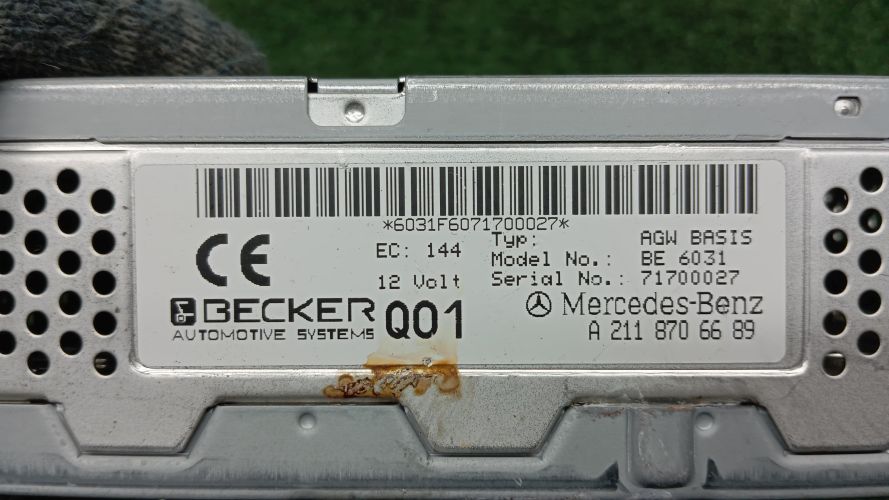 *6031F6071700027*
CE
EC: 144
12 Volt
Typ: AGW BASIS
Model No.: BE 6031
Serial No.: 71700027
BECKER
AUTOMOTIVE SYSTEMS
Q01
Mercedes-Benz
A 211 870 66 89